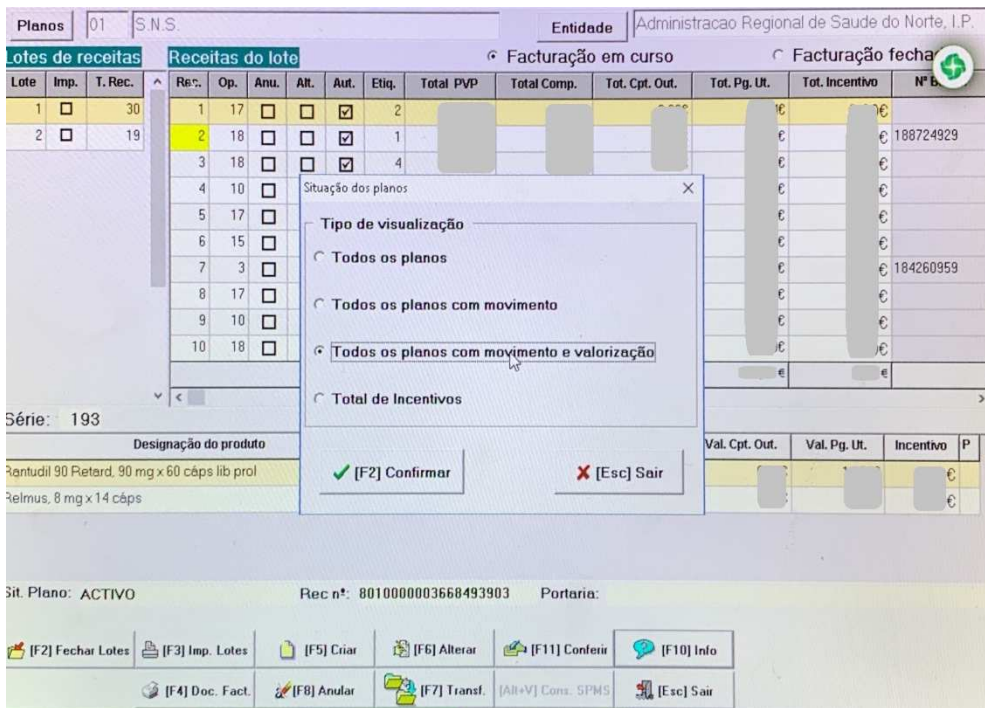 Planos 01 S.N.S. Entidade Administracao Regional de Saude do Norte, I.P.
Lotes de receitas Receitas do lote Facturação em curso Facturação
Lote Imp. T. Rec. Rec. Op. Anu. Alt. Aut. Etiq. Total PVP Total Comp. Tot. Cpt. Out. Tot. Pg. Ut. Tot. Incentivo Nº
1 30 1 17 2 € €
2 19 2 18 1 € € 188724929
3 18 4 € €
4 10 € €
5 17 € €
6 15 € €
7 3 € € 184260959
8 17 € €
9 10 € €
10 18 € €
€ €
Situação dos planos
Tipo de visualização
Todos os planos
Todos os planos com movimento
Todos os planos com movimento e valorização
Total de Incentivos
[F2] Confirmar [Esc] Sair
Série: 193
Designação do produto Val. Cpt. Out. Val. Pg. Ut. Incentivo P
Rantudil 90 Retard, 90 mg x 60 cáps lib prol €
Relmus, 8 mg x 14 cáps €
Sit. Plano: ACTIVO Rec nº: 8010000003668493903 Portaria:
[F2] Fechar Lotes [F3] Imp. Lotes [F5] Criar [F6] Alterar [F11] Conferir [F10] Info
[F4] Doc. Fact. [F8] Anular [F7] Transf. [Alt+V] Cons. SPMS [Esc] Sair